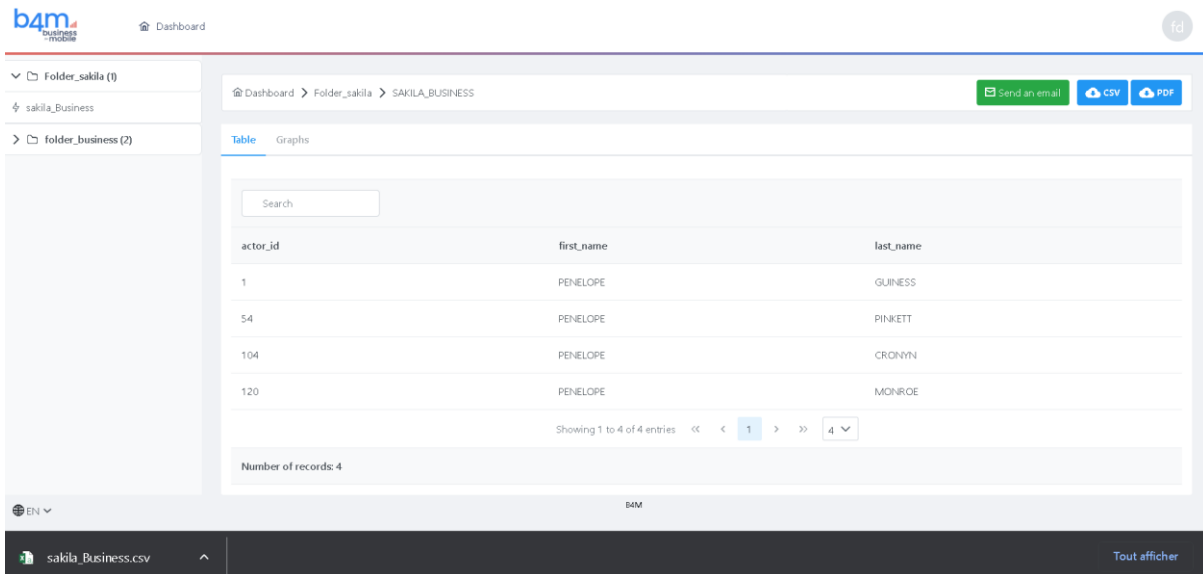 b4m
business
-mobile
Dashboard
fd
Folder_sakila (1)
sakila_Business
folder_business (2)
Dashboard > Folder_sakila > SAKILA_BUSINESS
Send an email
CSV
PDF
Table Graphs
Search
actor_id first_name last_name
1 PENELOPE GUINESS
54 PENELOPE PINKETT
104 PENELOPE CRONYN
120 PENELOPE MONROE
Showing 1 to 4 of 4 entries << < 1 > >> 4
Number of records: 4
EN
B4M
sakila_Business.csv
Tout afficher